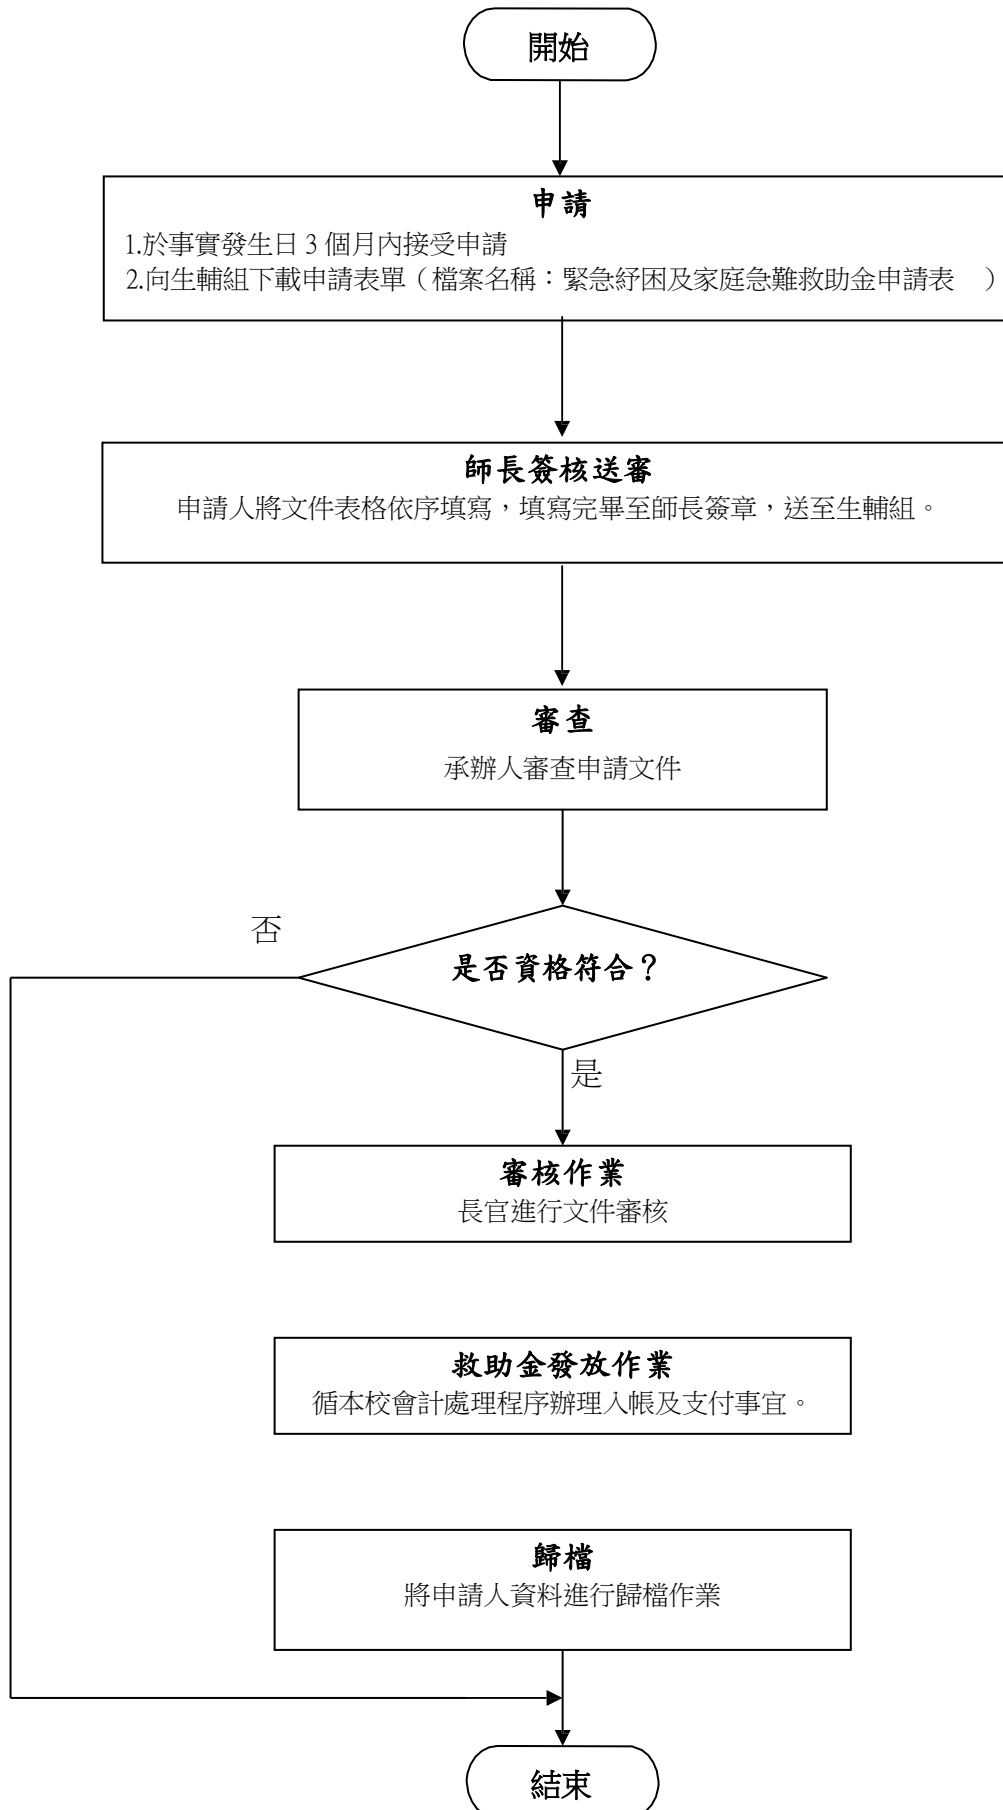 開始
申請
1.於事實發生日 3 個月內接受申請
2.向生輔組下載申請表單（檔案名稱：緊急紓困及家庭急難救助金申請表　）
師長簽核送審
申請人將文件表格依序填寫，填寫完畢至師長簽章，送至生輔組。
審查
承辦人審查申請文件
否
是否資格符合？
是
審核作業
長官進行文件審核
救助金發放作業
循本校會計處理程序辦理入帳及支付事宜。
歸檔
將申請人資料進行歸檔作業
結束